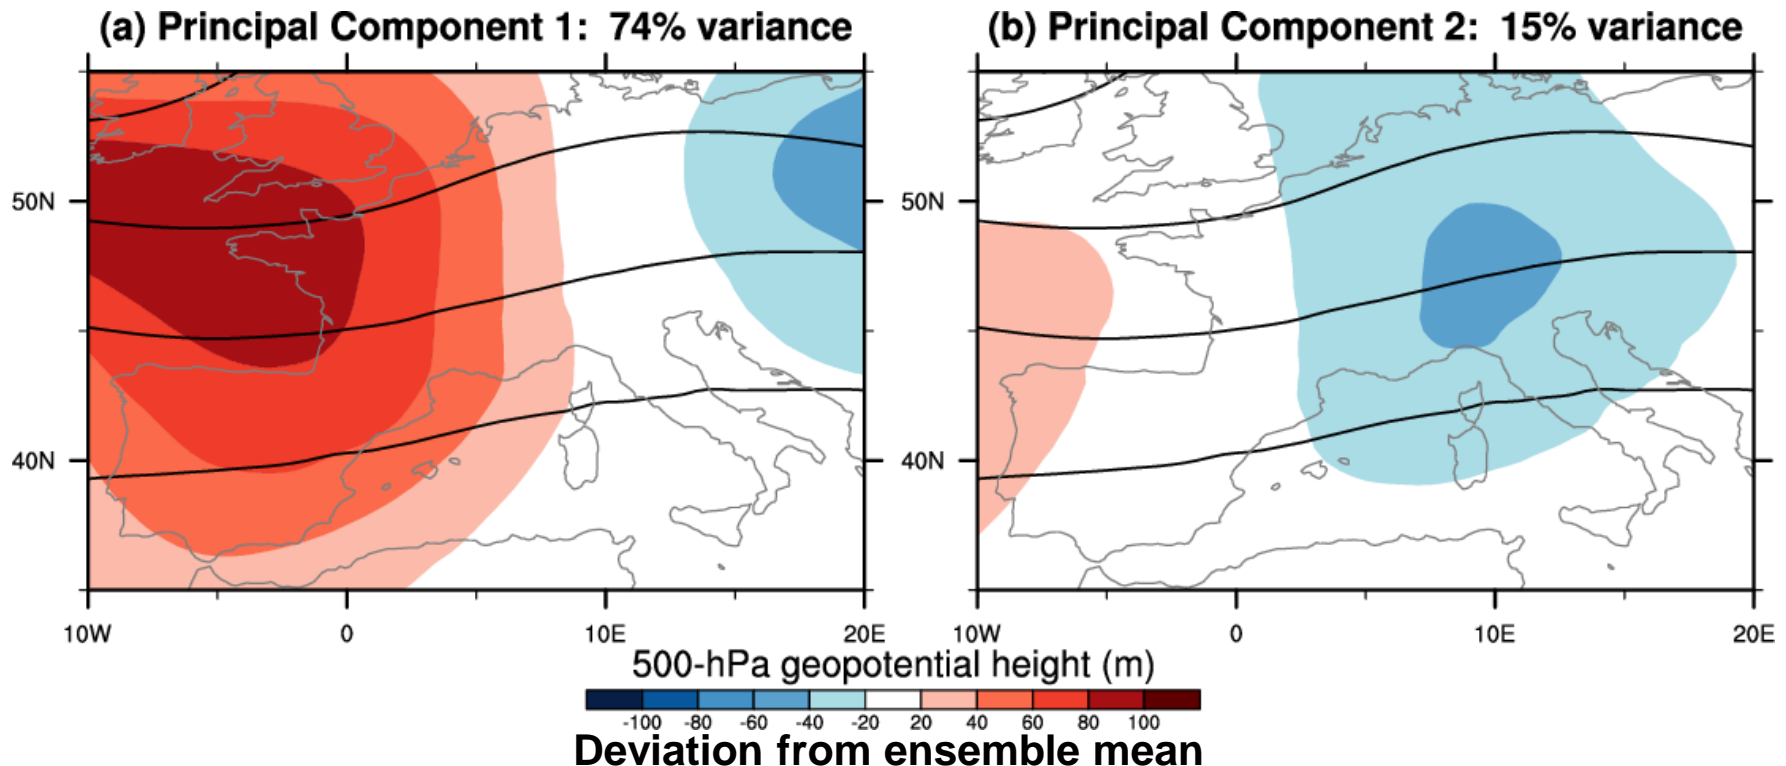 (a) Principal Component 1: 74% variance
(b) Principal Component 2: 15% variance
50N
40N
10W 0 10E 20E
50N
40N
10W 0 10E 20E
500-hPa geopotential height (m)
-100 -80 -60 -40 -20 20 40 60 80 100
Deviation from ensemble mean